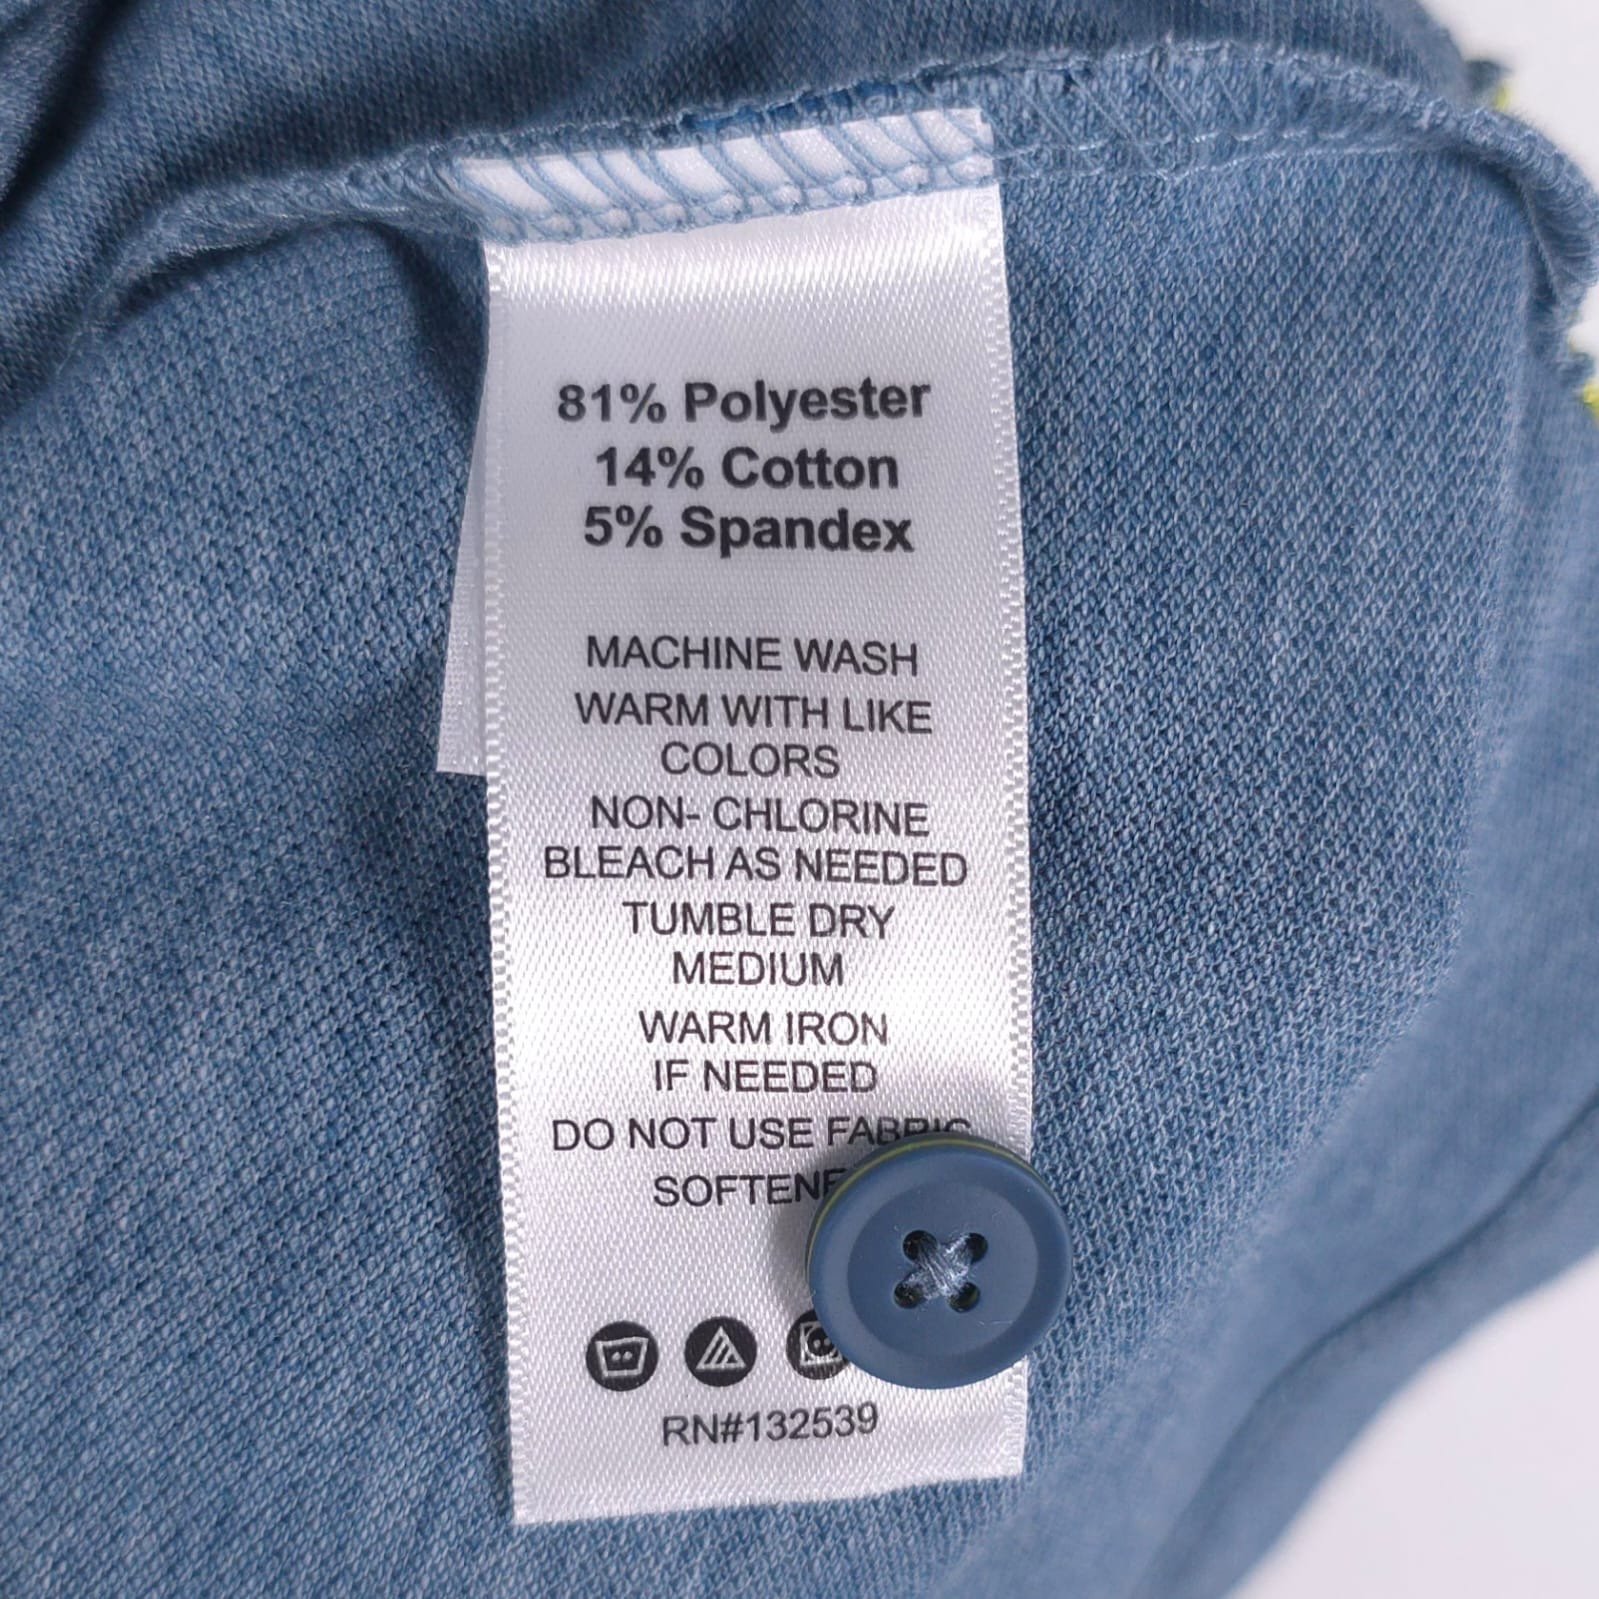 81% Polyester
14% Cotton
5% Spandex
MACHINE WASH
WARM WITH LIKE
COLORS
NON- CHLORINE
BLEACH AS NEEDED
TUMBLE DRY
MEDIUM
WARM IRON
IF NEEDED
DO NOT USE FABRIC
RN#132539